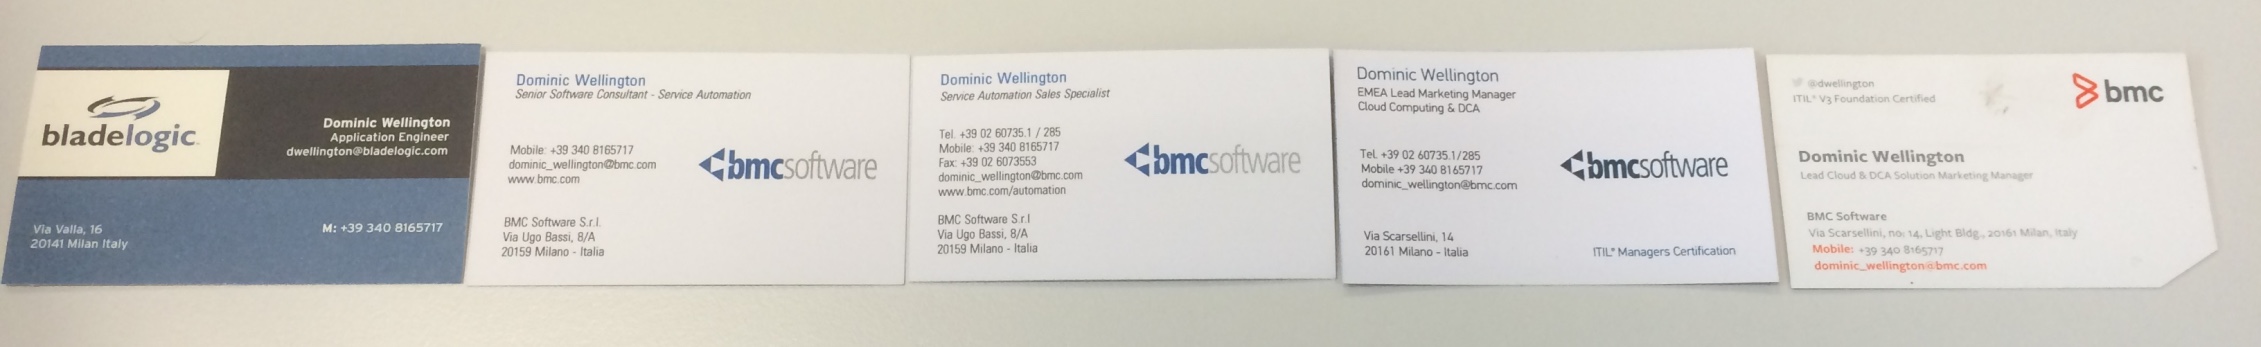 bladelogic
Dominic Wellington
Application Engineer
dwellington@bladelogic.com
Via Valla, 16
20141 Milan Italy
M: +39 340 8165717
Dominic Wellington
Senior Software Consultant - Service Automation
Mobile: +39 340 8165717
dominic_wellington@bmc.com
www.bmc.com
bmcsoftware
BMC Software S.r.l.
Via Ugo Bassi, 8/A
20159 Milano - Italia
Dominic Wellington
Service Automation Sales Specialist
Tel. +39 02 60735.1 / 285
Mobile: +39 340 8165717
Fax: +39 02 6073553
dominic_wellington@bmc.com
www.bmc.com/automation
bmcsoftware
BMC Software S.r.l
Via Ugo Bassi, 8/A
20159 Milano - Italia
Dominic Wellington
EMEA Lead Marketing Manager
Cloud Computing & DCA
Tel. +39 02 60735.1/285
Mobile +39 340 8165717
dominic_wellington@bmc.com
bmcsoftware
Via Scarsellini, 14
20161 Milano - Italia
ITIL® Managers Certification
@dwellington
ITIL® V3 Foundation Certified
bmc
Dominic Wellington
Lead Cloud & DCA Solution Marketing Manager
BMC Software
Via Scarsellini, no: 14, Light Bldg., 20161 Milan, Italy
Mobile: +39 340 8165717
dominic_wellington@bmc.com